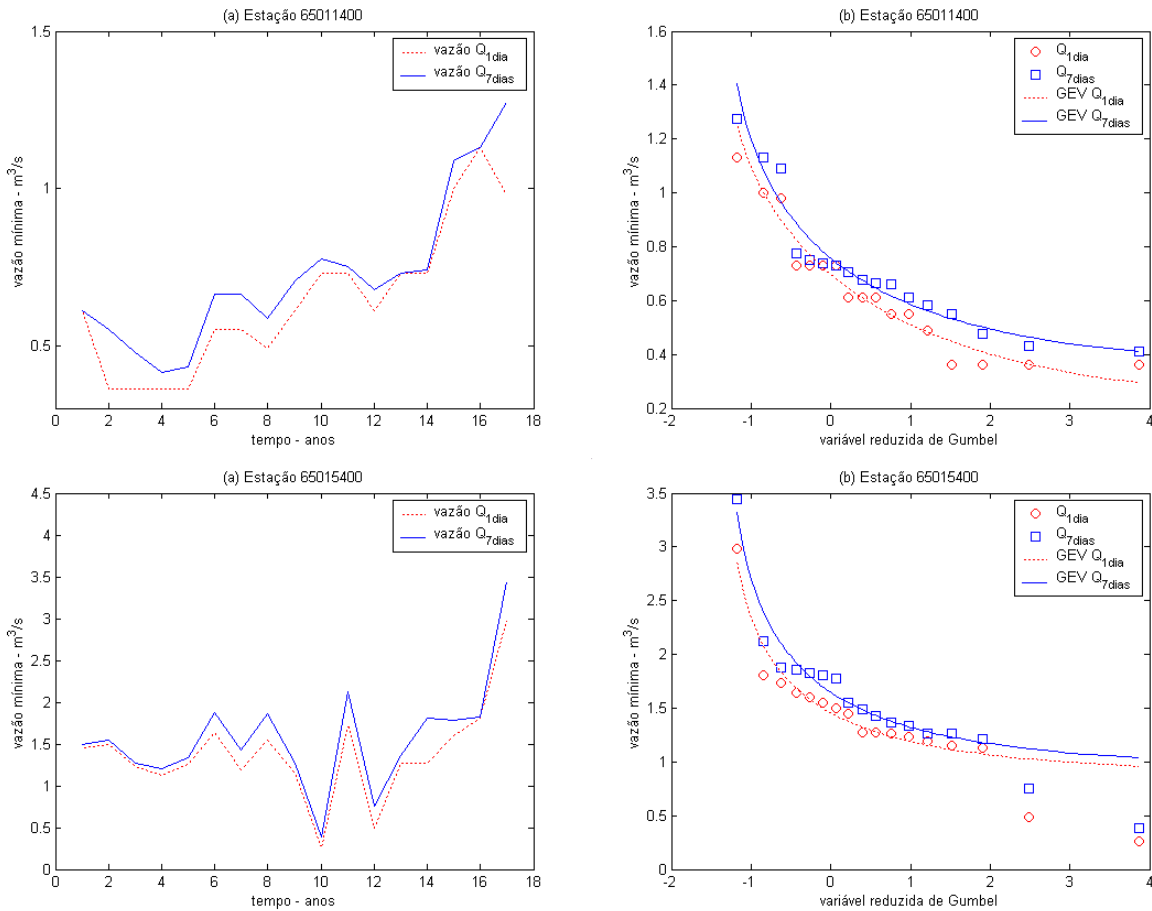 (a) Estação 65011400
1.5
1
0.5
0 2 4 6 8 10 12 14 16 18
vazão mínima - m³/s
tempo - anos
vazão Q1dia
vazão Q7dias
(b) Estação 65011400
1.6
1.4
1.2
1
0.8
0.6
0.4
0.2
-2 -1 0 1 2 3 4
vazão mínima - m³/s
variável reduzida de Gumbel
Q1dia
Q7dias
GEV Q1dia
GEV Q7dias
(a) Estação 65015400
4.5
4
3.5
3
2.5
2
1.5
1
0.5
0
0 2 4 6 8 10 12 14 16 18
vazão mínima - m³/s
tempo - anos
vazão Q1dia
vazão Q7dias
(b) Estação 65015400
3.5
3
2.5
2
1.5
1
0.5
0
-2 -1 0 1 2 3 4
vazão mínima - m³/s
variável reduzida de Gumbel
Q1dia
Q7dias
GEV Q1dia
GEV Q7dias